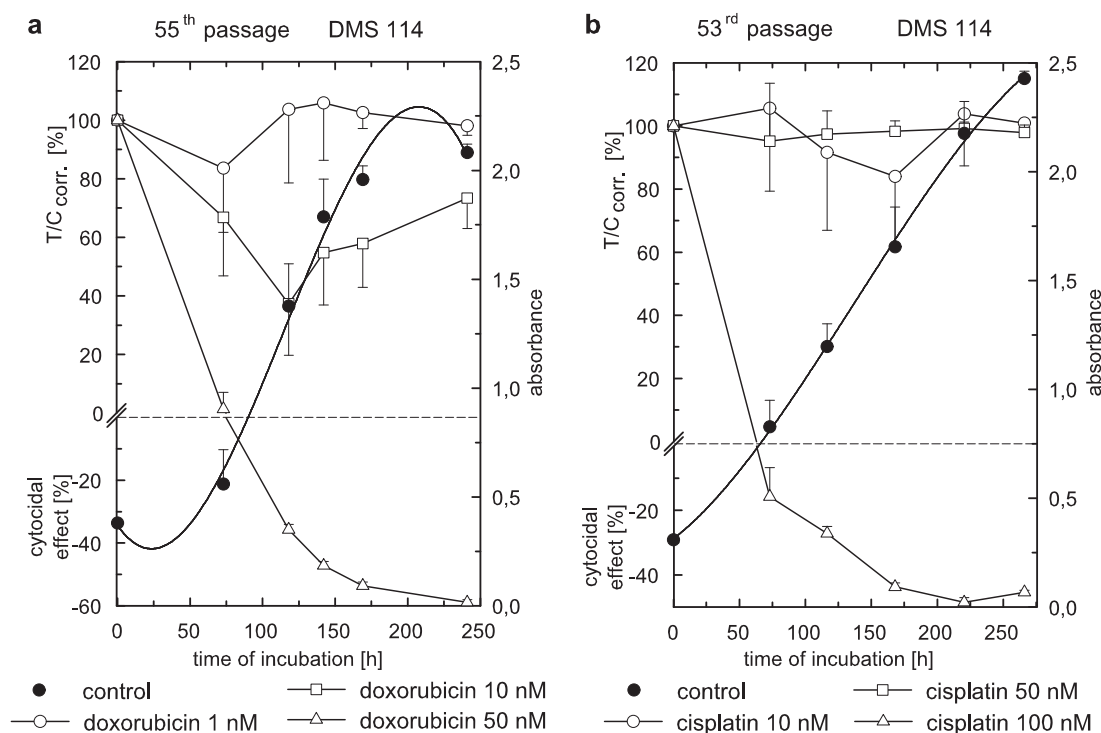 a
55th passage DMS 114
120
100
80
60
40
20
0
-20
-40
-60
T/C corr. [%]
cytocidal
effect [%]
2,5
2,0
1,5
1,0
0,5
0,0
absorbance
0 50 100 150 200 250
time of incubation [h]
control
doxorubicin 1 nM
doxorubicin 10 nM
doxorubicin 50 nM
b
53rd passage DMS 114
120
100
80
60
40
20
0
-20
-40
T/C corr. [%]
cytocidal
effect [%]
2,5
2,0
1,5
1,0
0,5
0,0
absorbance
0 50 100 150 200 250
time of incubation [h]
control
cisplatin 10 nM
cisplatin 50 nM
cisplatin 100 nM